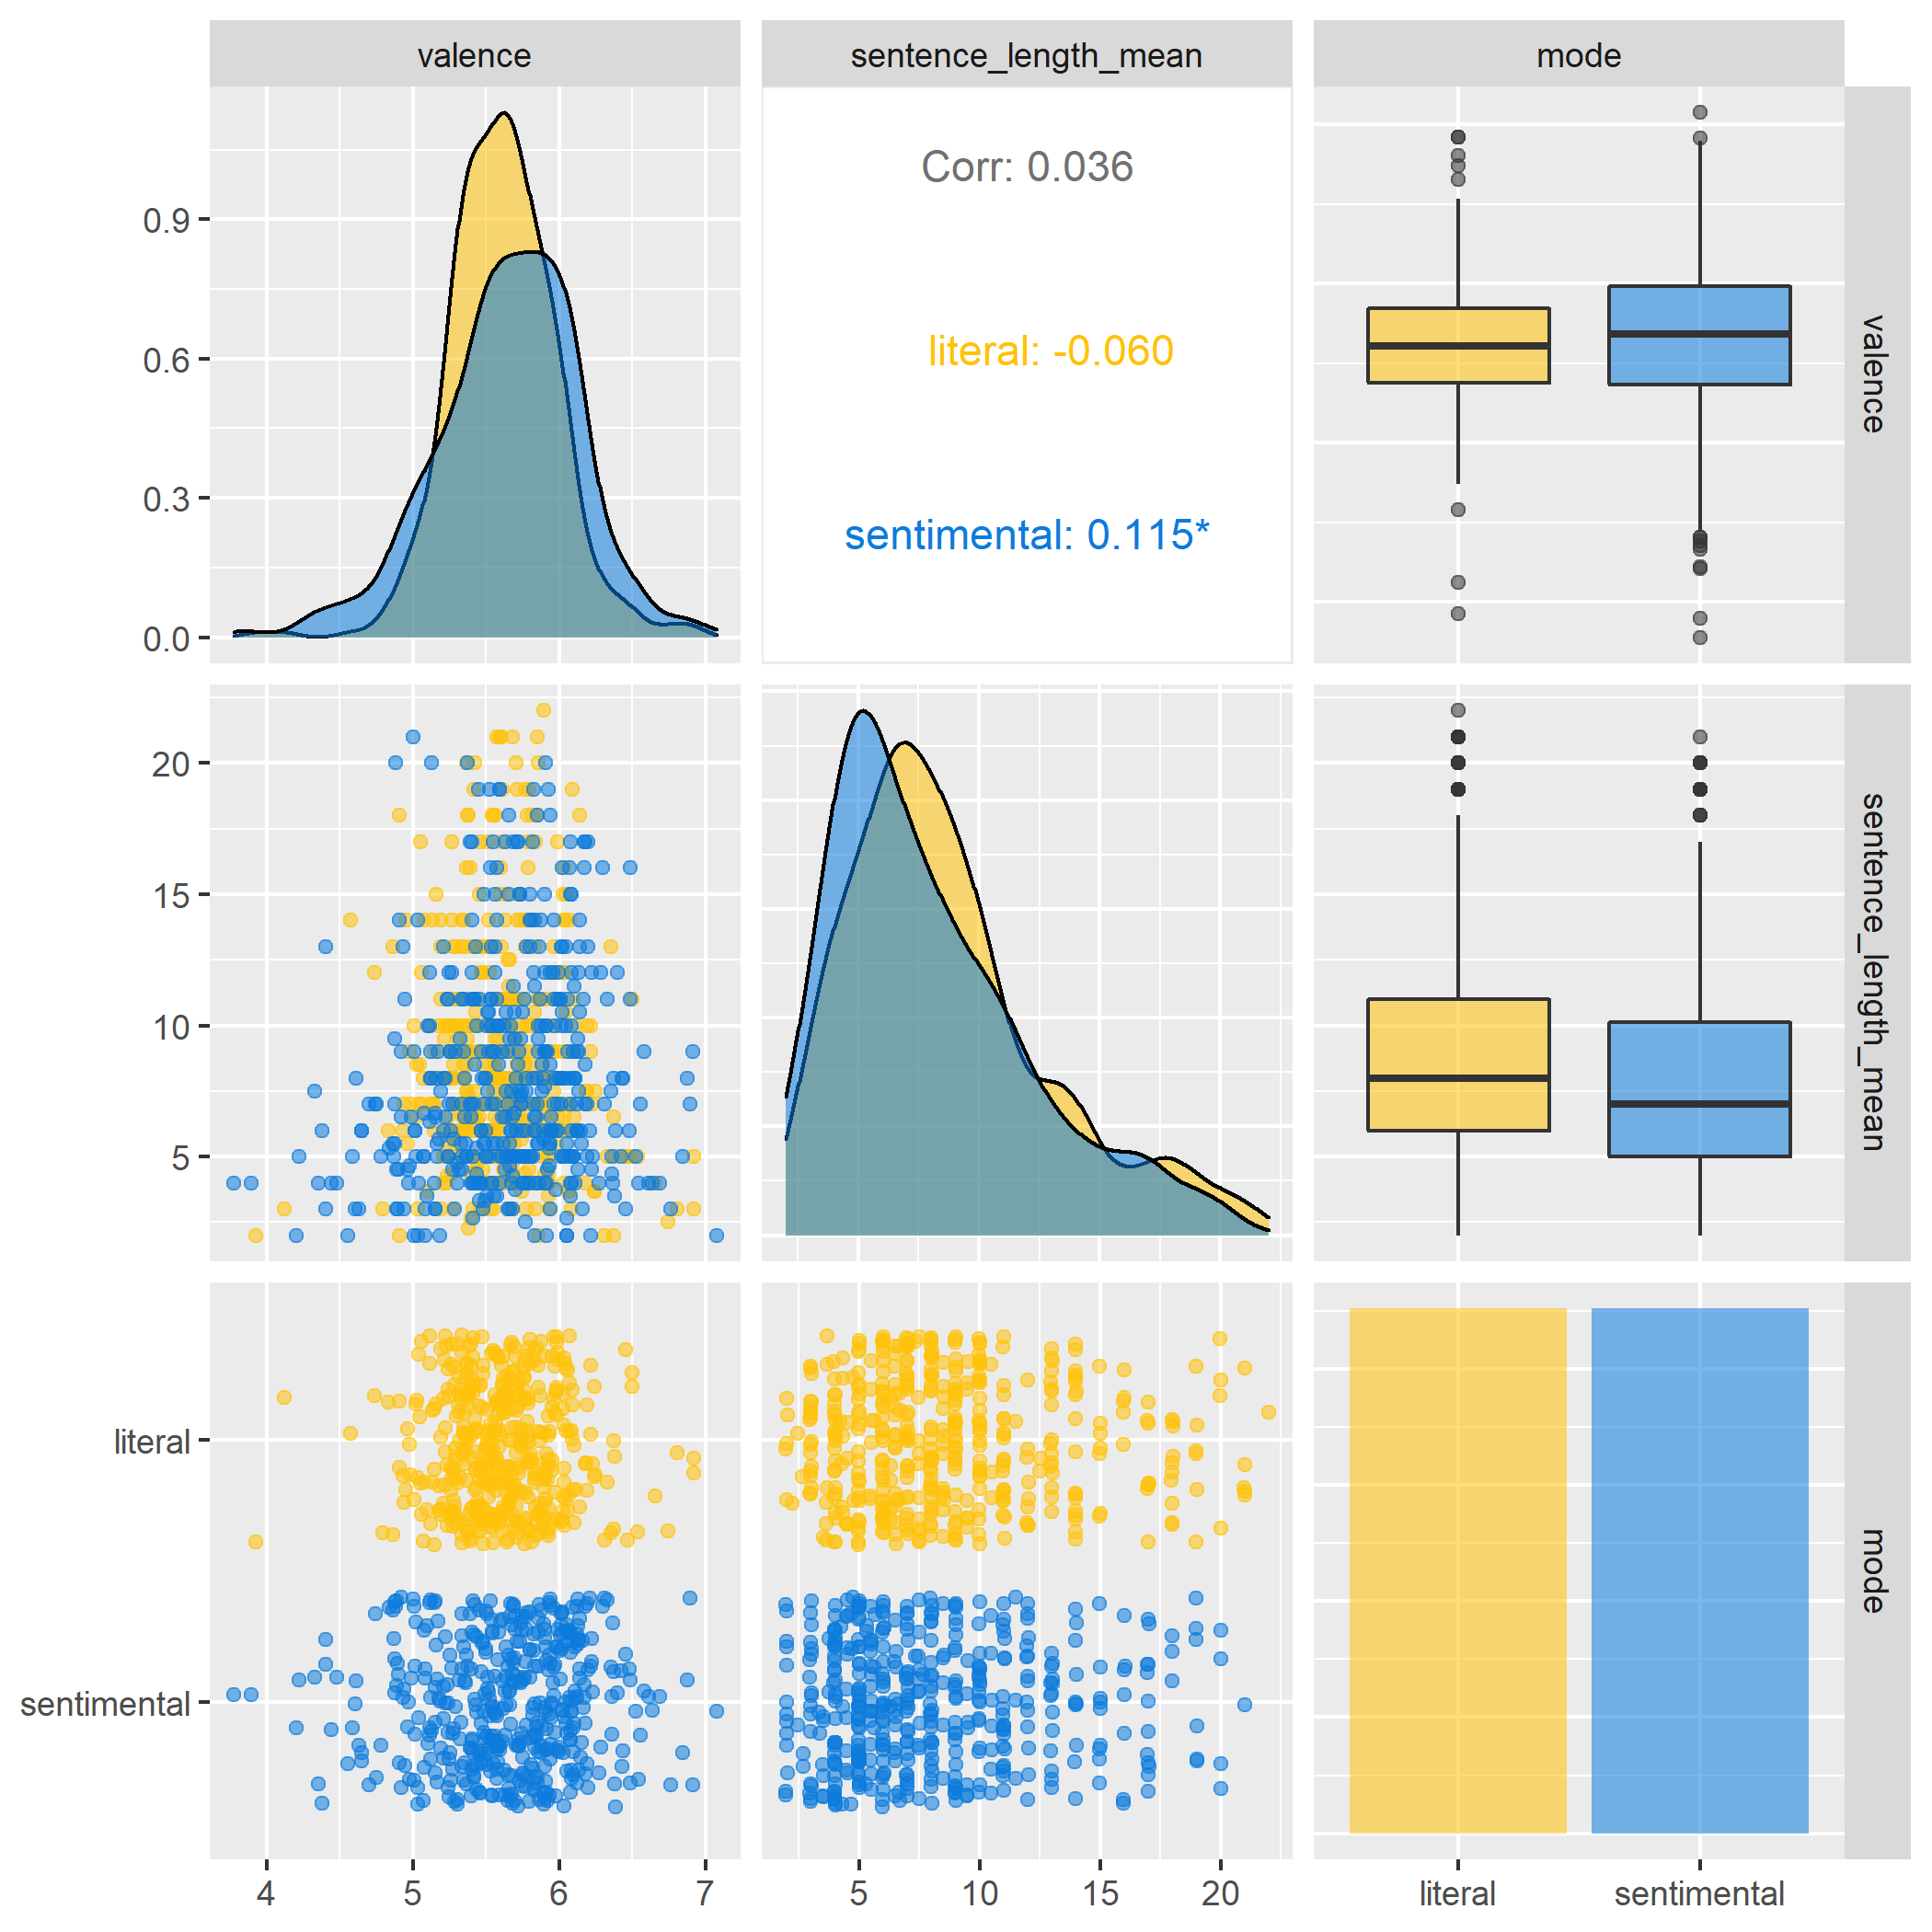 valence
sentence_length_mean
mode
0.9
0.6
0.3
0.0
Corr: 0.036
literal: -0.060
sentimental: 0.115*
valence
20
15
10
5
sentence_length_mean
literal
sentimental
mode
4 5 6 7
5 10 15 20
literal sentimental